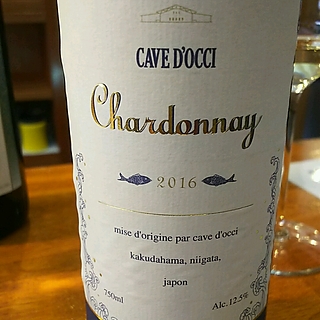 CAVE D'OCCI
Chardonnay
2016
mise d'origine par cave d'occi
kakudahama, niigata,
japon
750ml Alc.12.5%